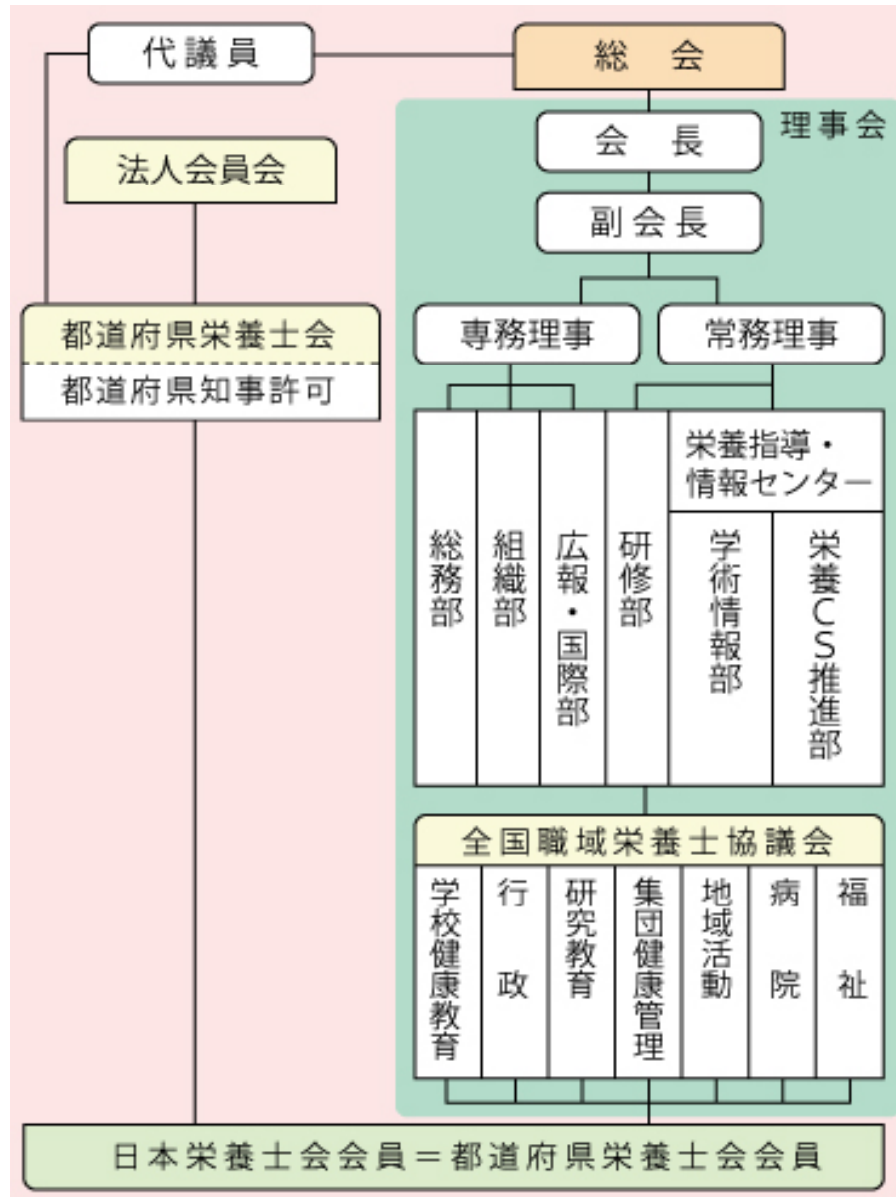 代議員
総会
理事会
会長
法人会員会
副会長
都道府県栄養士会
都道府県知事許可
専務理事
常務理事
総務部
組織部
広報・国際部
研修部
栄養指導・
情報センター
学術情報部
栄養CS推進部
全国職域栄養士協議会
学校健康教育
行政
研究教育
集団健康管理
地域活動
病院
福祉
日本栄養士会会員＝都道府県栄養士会会員